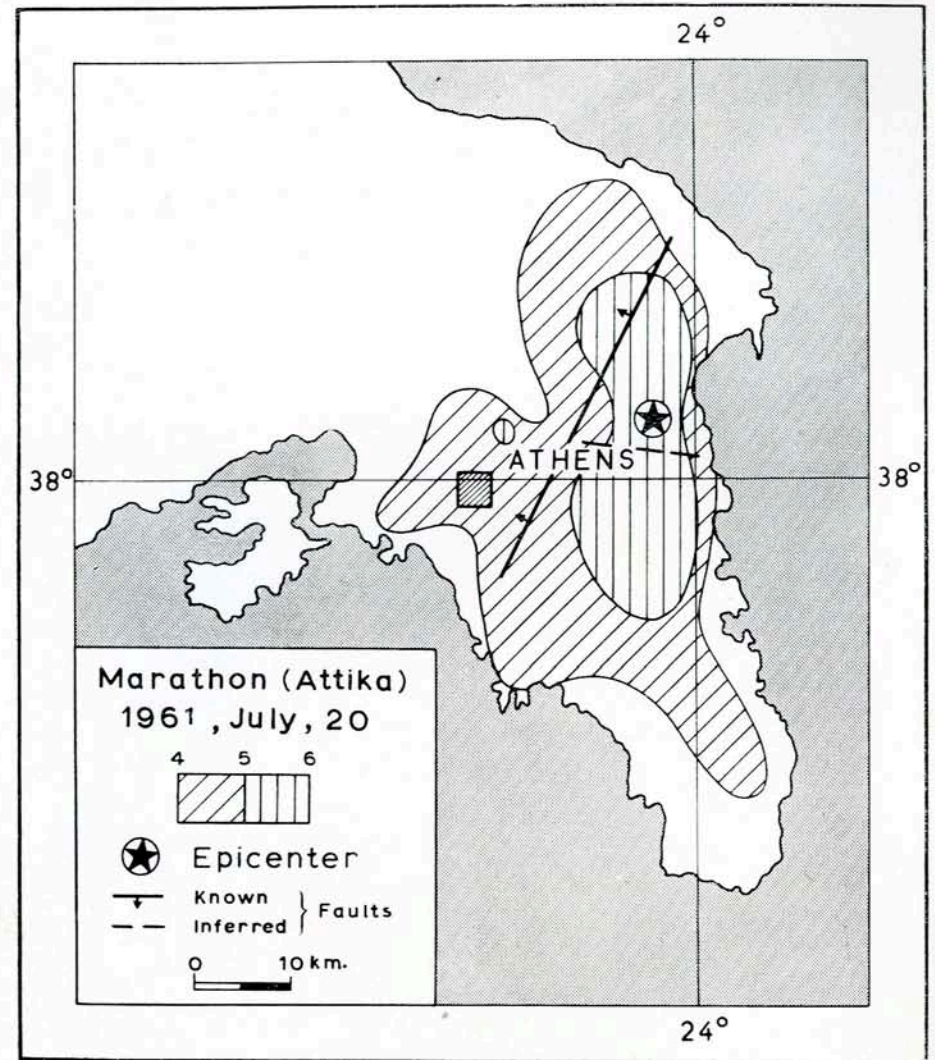 24°
38°
ATHENS
38°
Marathon (Attika)
1961, July, 20
4 5 6
Epicenter
Known
Inferred
Faults
0 10 km.
24°